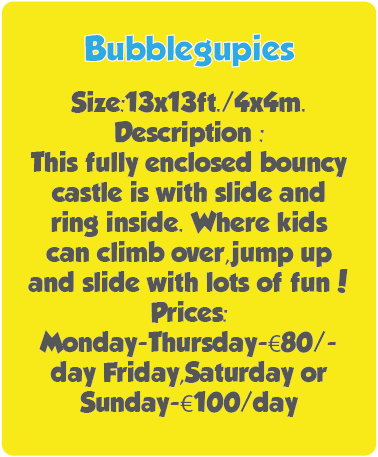 Bubblegupies
Size:13x13ft./4x4m.
Description :
This fully enclosed bouncy
castle is with slide and
ring inside. Where kids
can climb over,jump up
and slide with lots of fun!
Prices:
Monday-Thursday-€80/-
day Friday,Saturday or
Sunday-€100/day